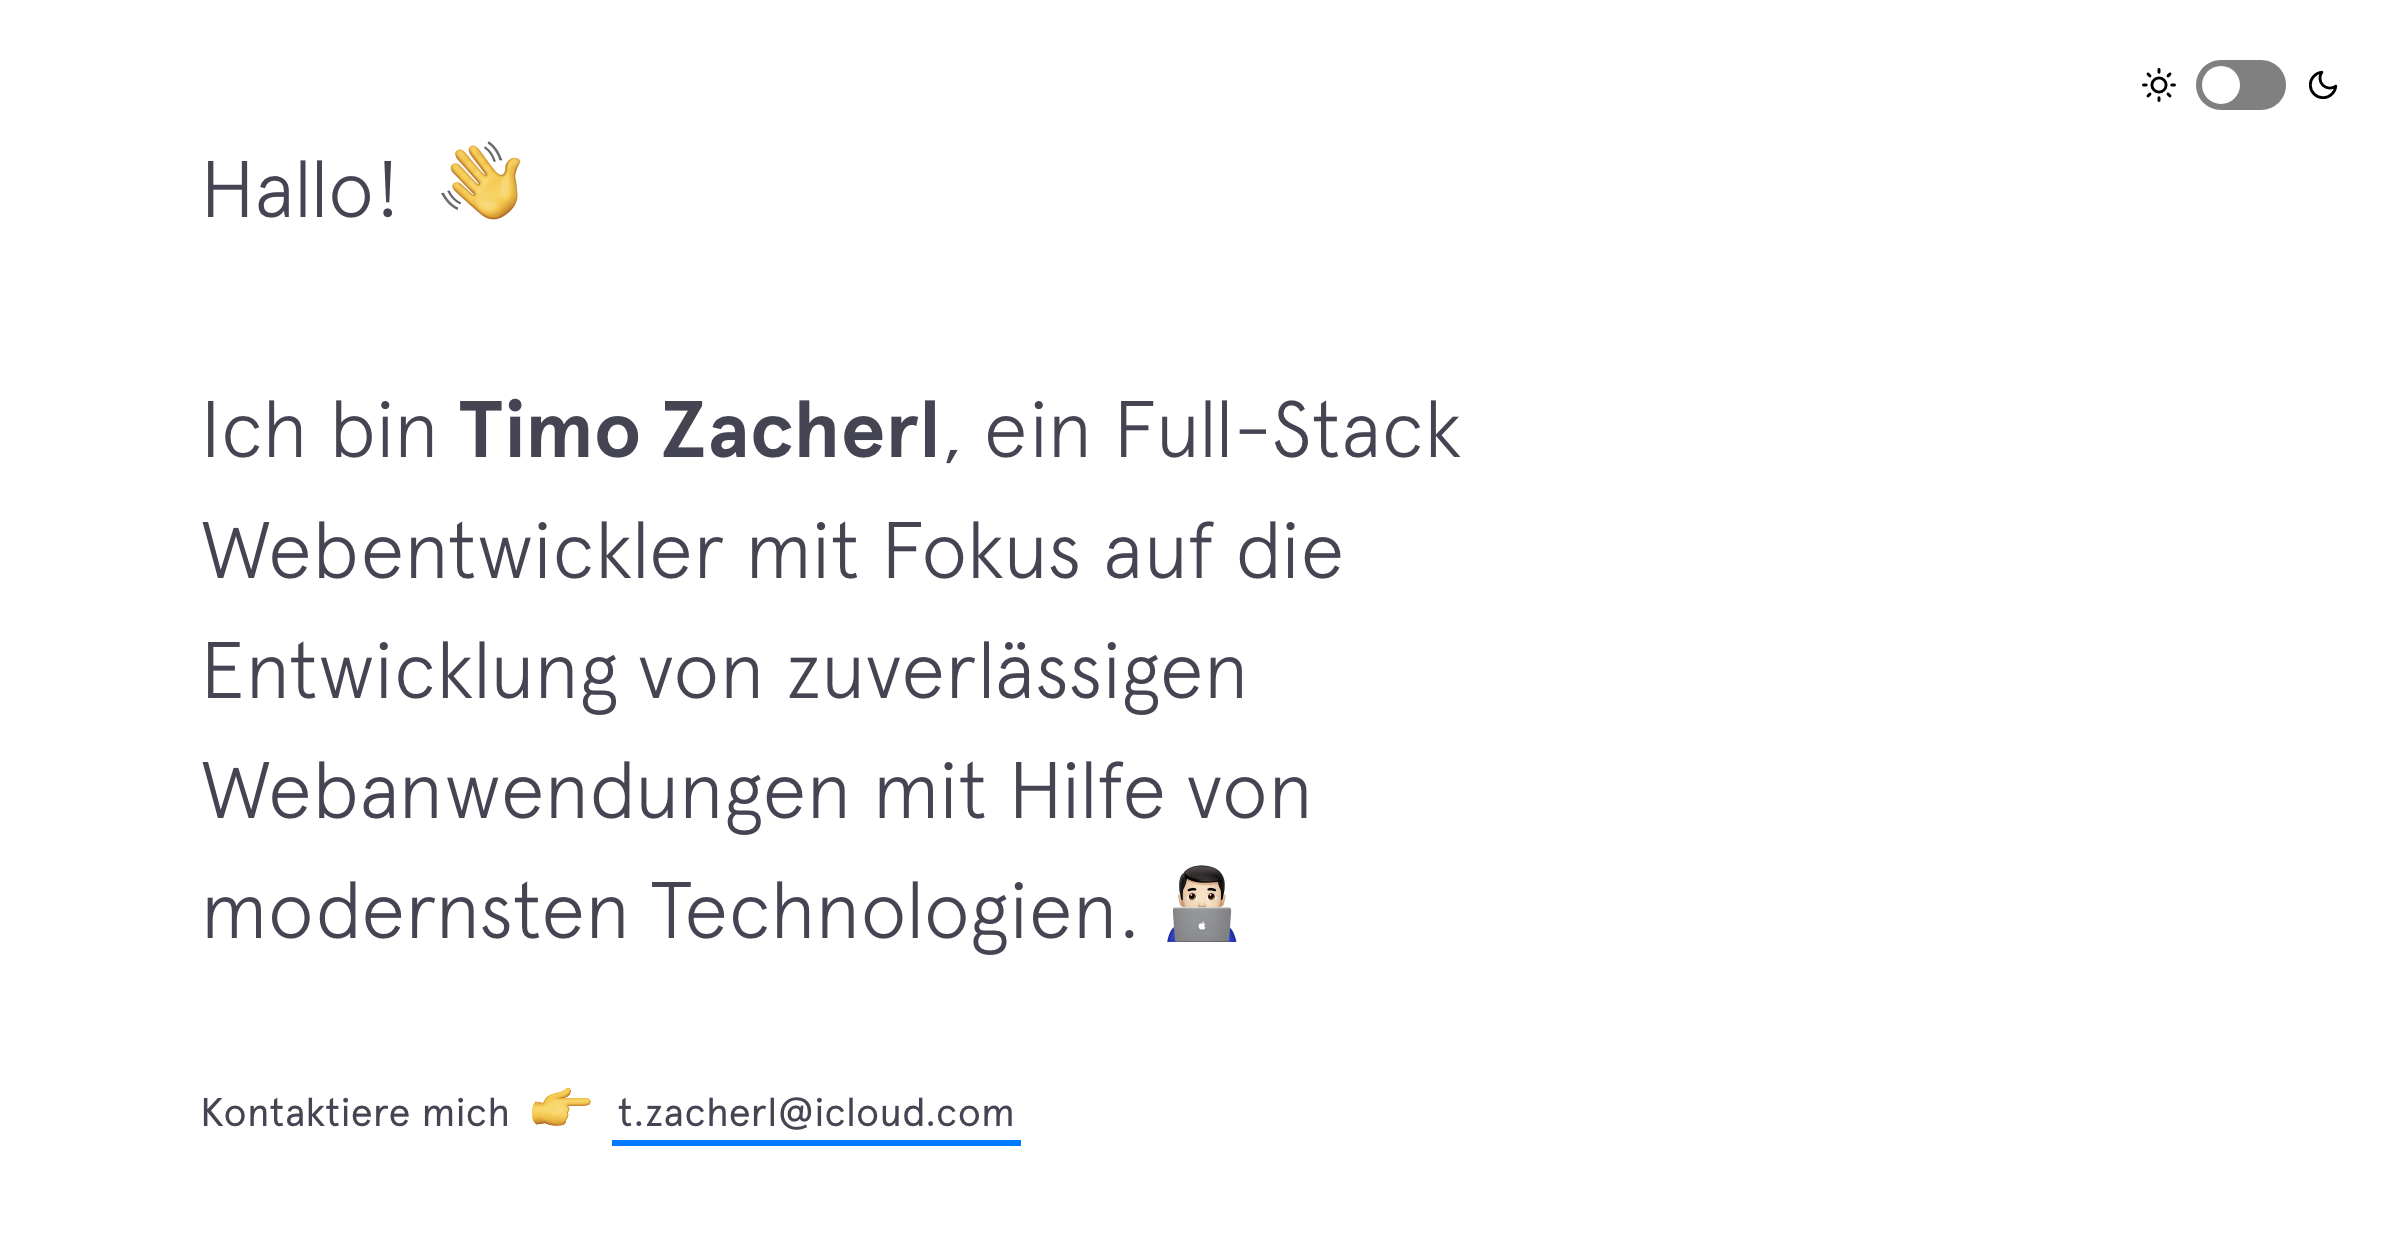 Hallo! 👋
Ich bin Timo Zacherl, ein Full-Stack
Webentwickler mit Fokus auf die
Entwicklung von zuverlässigen
Webanwendungen mit Hilfe von
modernsten Technologien. 👨🏻‍💻
Kontaktiere mich 👉 t.zacherl@icloud.com